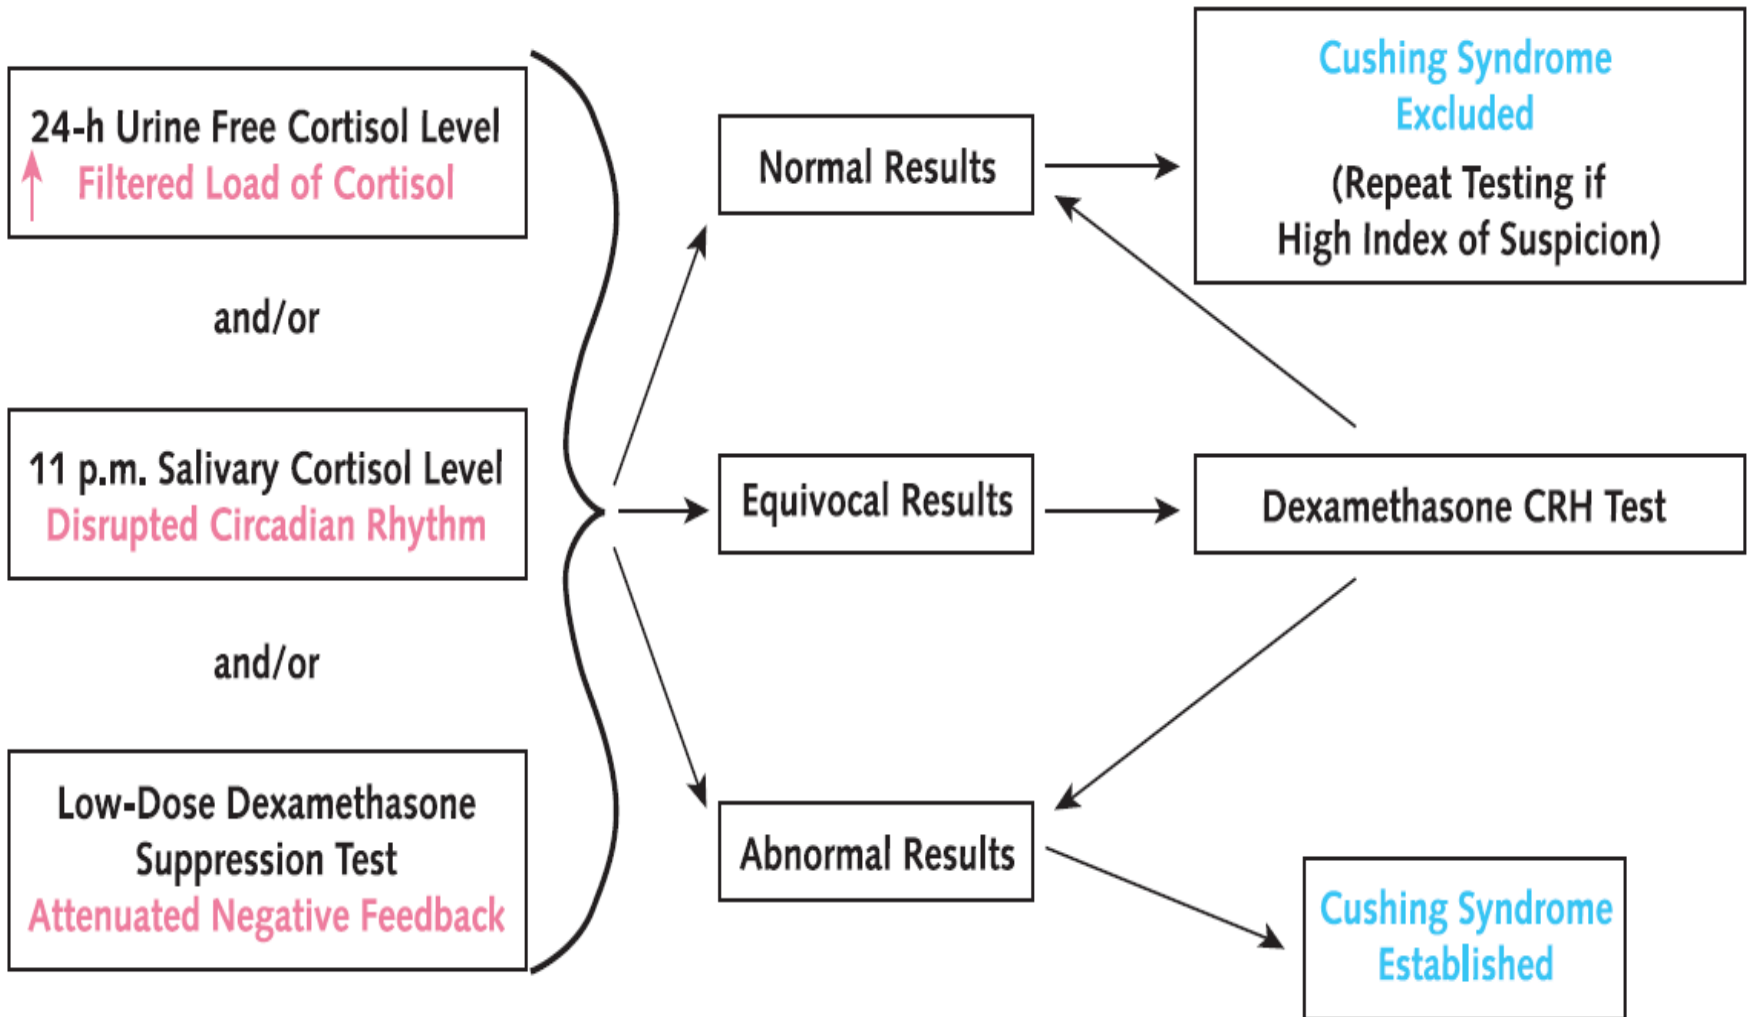 24-h Urine Free Cortisol Level
Filtered Load of Cortisol
and/or
11 p.m. Salivary Cortisol Level
Disrupted Circadian Rhythm
and/or
Low-Dose Dexamethasone
Suppression Test
Attenuated Negative Feedback
Normal Results
Equivocal Results
Abnormal Results
Cushing Syndrome
Excluded
(Repeat Testing if
High Index of Suspicion)
Dexamethasone CRH Test
Cushing Syndrome
Established